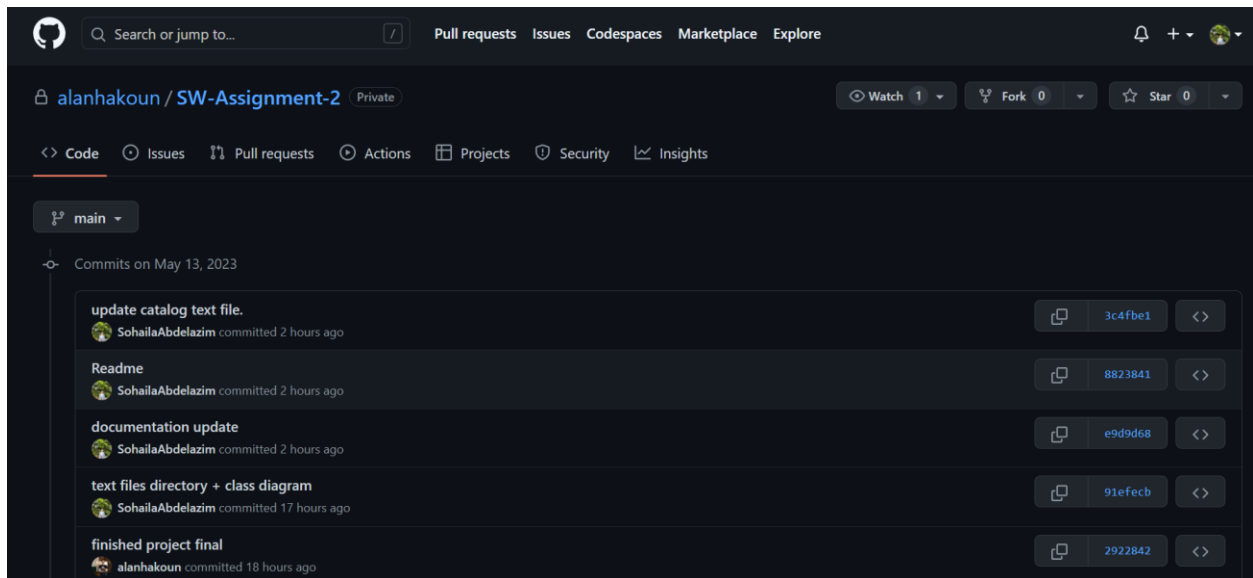 Search or jump to... / Pull requests Issues Codespaces Marketplace Explore
alanhakoun / SW-Assignment-2 Private Watch 1 Fork 0 Star 0
Code Issues Pull requests Actions Projects Security Insights
main
Commits on May 13, 2023
update catalog text file.
SohailaAbdelazim committed 2 hours ago
3c4fbe1
Readme
SohailaAbdelazim committed 2 hours ago
8823841
documentation update
SohailaAbdelazim committed 2 hours ago
e9d9d68
text files directory + class diagram
SohailaAbdelazim committed 17 hours ago
91efecb
finished project final
alanhakoun committed 18 hours ago
2922842